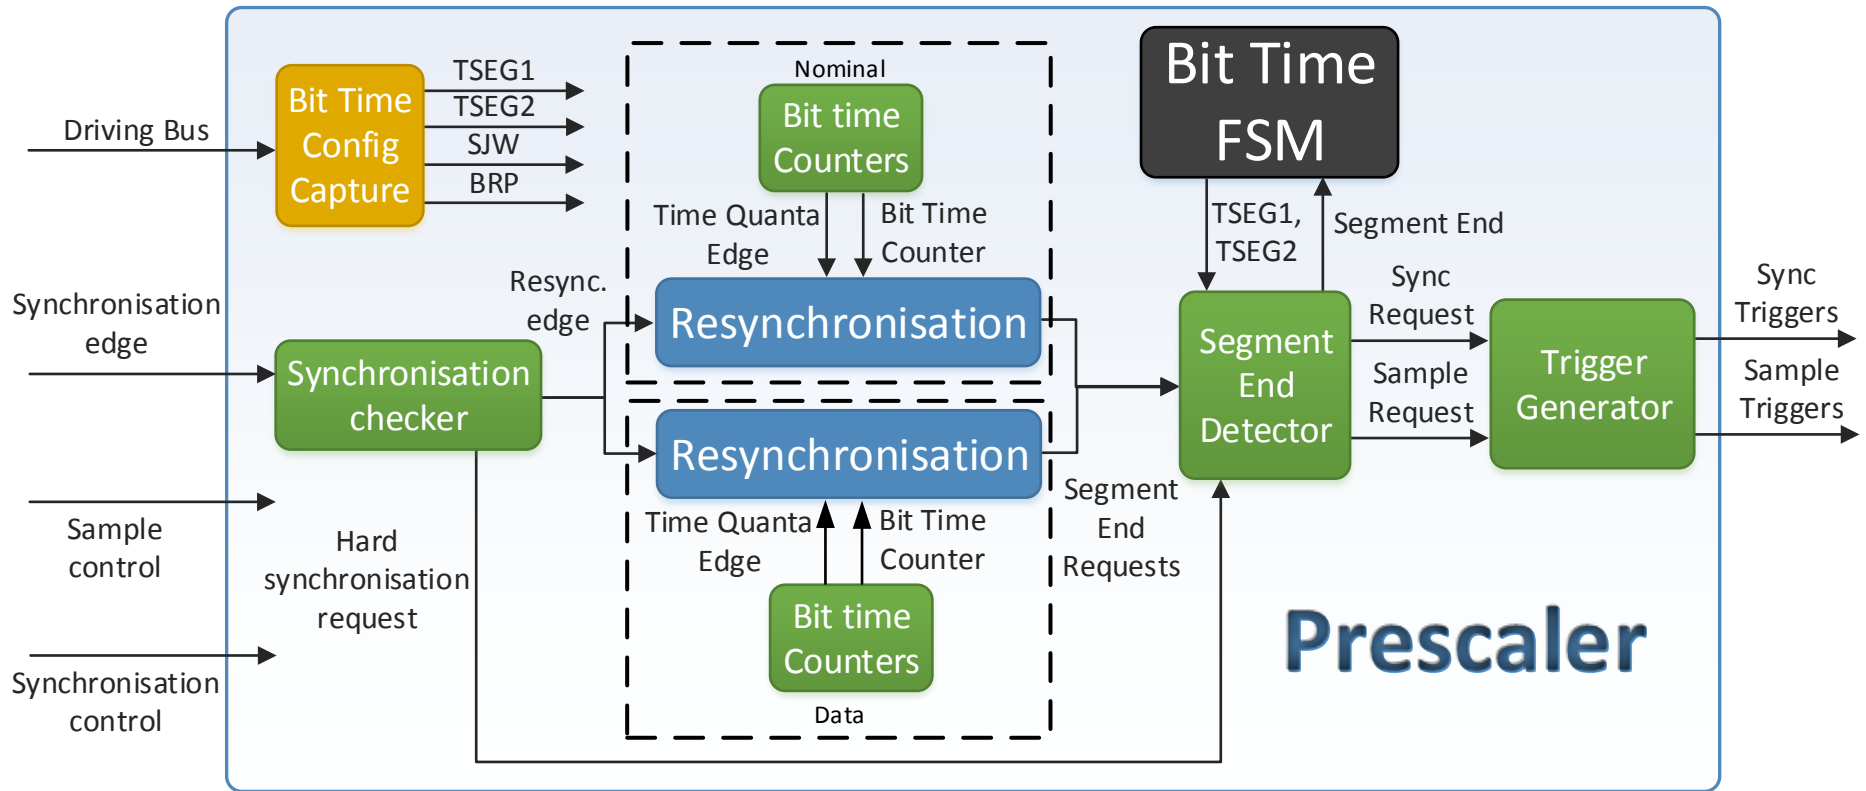 Driving Bus
Bit Time
Config
Capture
TSEG1
TSEG2
SJW
BRP
Nominal
Bit time
Counters
Time Quanta
Edge
Bit Time
Counter
Resynchronisation
Bit Time
FSM
TSEG1,
TSEG2
Segment End
Synchronisation
edge
Synchronisation
checker
Resync.
edge
Resynchronisation
Time Quanta
Edge
Bit Time
Counter
Bit time
Counters
Data
Segment
End
Requests
Segment
End
Detector
Sync
Request
Sample
Request
Trigger
Generator
Sync
Triggers
Sample
Triggers
Sample
control
Hard
synchronisation
request
Synchronisation
control
Prescaler